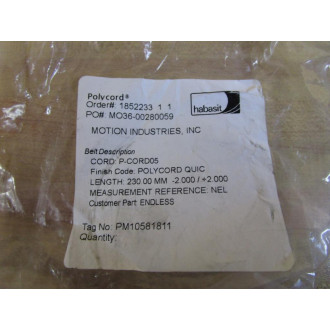 Polycord®
Order#: 1852233 1 1
PO# MO36-00280059
habasit
MOTION INDUSTRIES, INC
Belt Description
CORD: P-CORD05
Finish Code: POLYCORD QUIC
LENGTH: 230.00 MM -2.000 / +2.000
MEASUREMENT REFERENCE: NEL
Customer Part: ENDLESS
Tag No: PM10581811
Quantity: